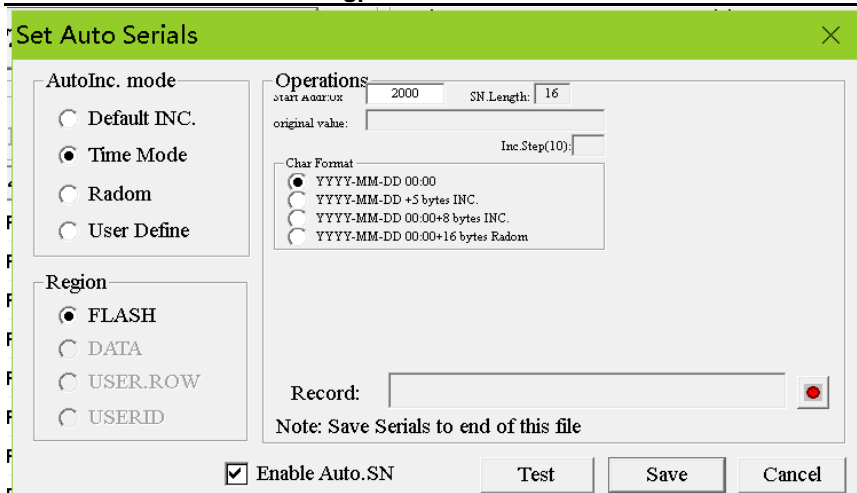 Set Auto Serials
AutoInc. mode
Default INC.
Time Mode
Radom
User Define
Region
FLASH
DATA
USER.ROW
USERID
Operations
Start Addr:0x 2000 SN.Length: 16
original value:
Inc.Step(10):
Char Format
YYYY-MM-DD 00:00
YYYY-MM-DD +5 bytes INC.
YYYY-MM-DD 00:00+8 bytes INC.
YYYY-MM-DD 00:00+16 bytes Radom
Record:
Note: Save Serials to end of this file
Enable Auto.SN
Test
Save
Cancel